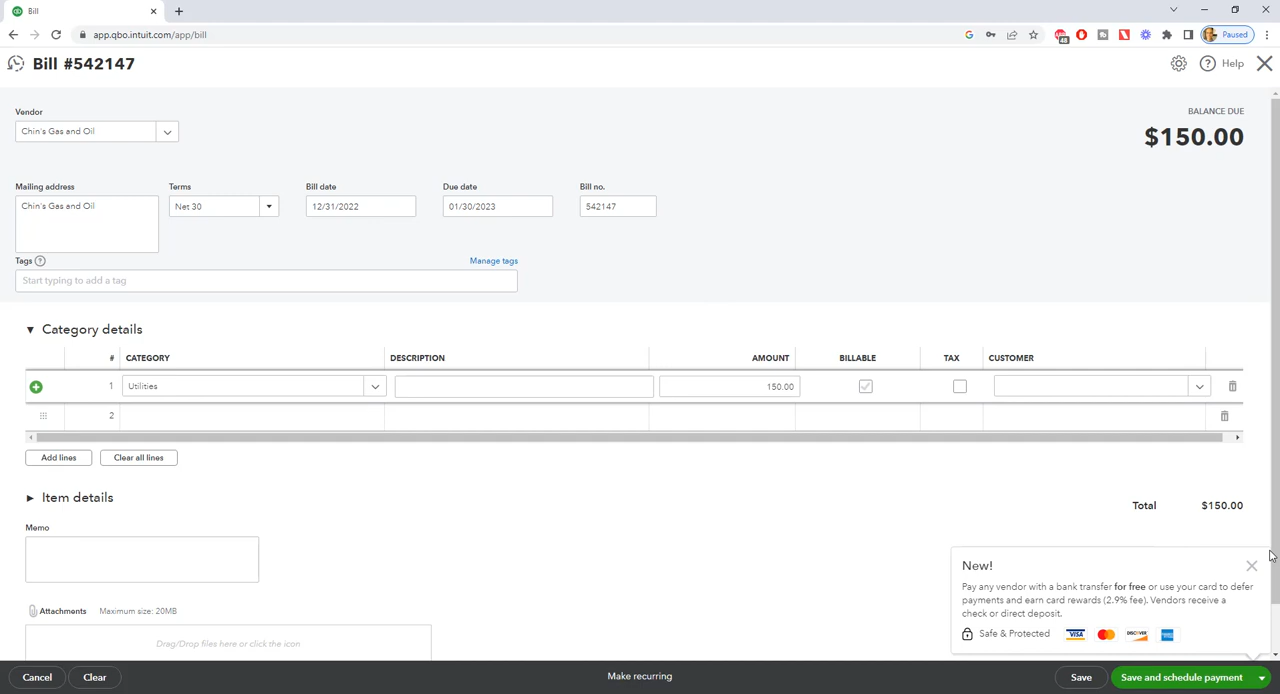 Bill
app.qbo.intuit.com/app/bill
48
Paused
Bill #542147
Help
Vendor
BALANCE DUE
Chin's Gas and Oil
$150.00
Mailing address
Terms
Bill date
Due date
Bill no.
Chin's Gas and Oil
Net 30
12/31/2022
01/30/2023
542147
Tags
Manage tags
Start typing to add a tag
Category details
# CATEGORY DESCRIPTION AMOUNT BILLABLE TAX CUSTOMER
1 Utilities 150.00
2
Add lines
Clear all lines
Item details
Total $150.00
Memo
New!
Pay any vendor with a bank transfer for free or use your card to defer
payments and earn card rewards (2.9% fee). Vendors receive a
check or direct deposit.
Safe & Protected VISA DISCOVER
Attachments Maximum size: 20MB
Drag/Drop files here or click the icon
Cancel
Clear
Make recurring
Save
Save and schedule payment